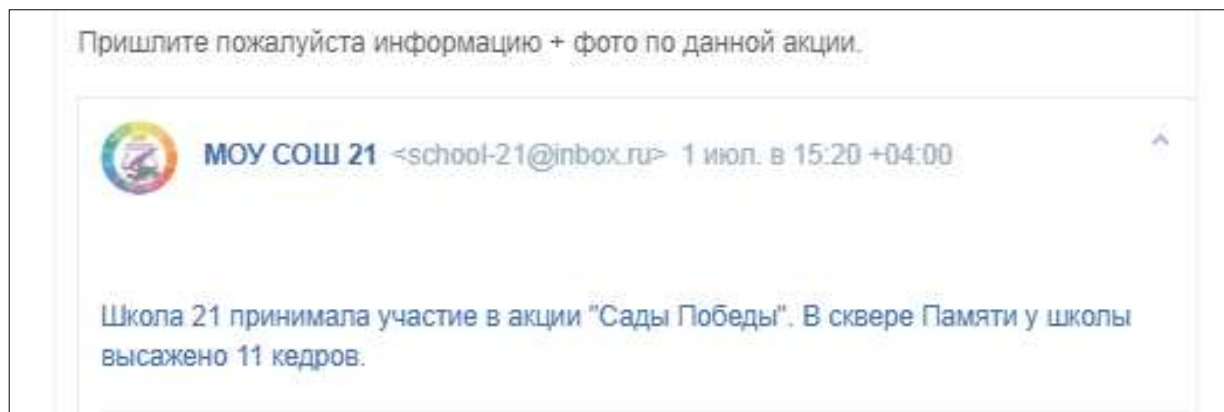 Пришлите пожалуйста информацию + фото по данной акции.
МОУ СОШ 21 <school-21@inbox.ru> 1 июл. в 15:20 +04:00
Школа 21 принимала участие в акции "Сады Победы". В сквере Памяти у школы
высажено 11 кедров.